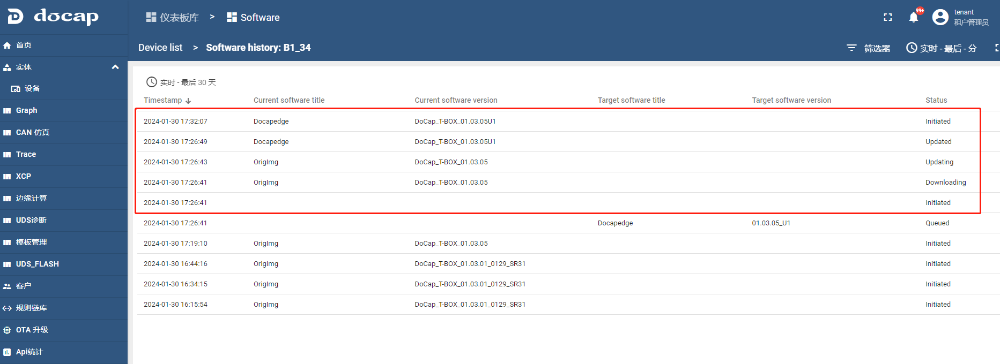 docap
仪表板库 > Software
99+
tenant
租户管理员
Device list > Software history: B1_34
筛选器
实时 - 最后 - 分
首页
实体
设备
Graph
CAN 仿真
Trace
XCP
边缘计算
UDS诊断
模板管理
UDS_FLASH
客户
规则链库
OTA 升级
Api统计
实时 - 最后 30 天
Timestamp Current software title Current software version Target software title Target software version Status
2024-01-30 17:32:07 Docapedge DoCap_T-BOX_01.03.05U1 Initiated
2024-01-30 17:26:49 Docapedge DoCap_T-BOX_01.03.05U1 Updated
2024-01-30 17:26:43 OrigImg DoCap_T-BOX_01.03.05 Updating
2024-01-30 17:26:41 OrigImg DoCap_T-BOX_01.03.05 Downloading
2024-01-30 17:26:41 Initiated
2024-01-30 17:26:41 Docapedge 01.03.05_U1 Queued
2024-01-30 17:19:10 OrigImg DoCap_T-BOX_01.03.05 Initiated
2024-01-30 16:44:16 OrigImg DoCap_T-BOX_01.03.01_0129_SR31 Initiated
2024-01-30 16:34:15 OrigImg DoCap_T-BOX_01.03.01_0129_SR31 Initiated
2024-01-30 16:15:54 OrigImg DoCap_T-BOX_01.03.01_0129_SR31 Initiated